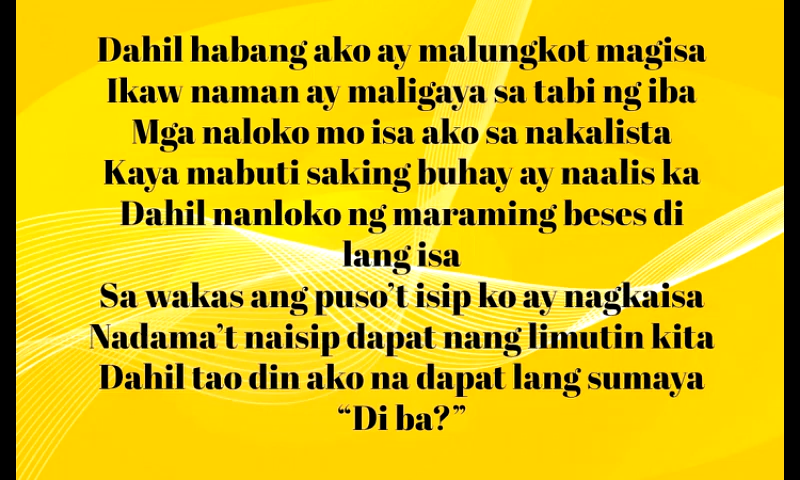 Dahil habang ako ay malungkot magisa
Ikaw naman ay maligaya sa tabi ng iba
Mga naloko mo isa ako sa nakalista
Kaya mabuti saking buhay ay naalis ka
Dahil nanloko ng maraming beses di
lang isa
Sa wakas ang puso’t isip ko ay nagkaisa
Nadama’t naisip dapat nang limutin kita
Dahil tao din ako na dapat lang sumaya
“Di ba?”